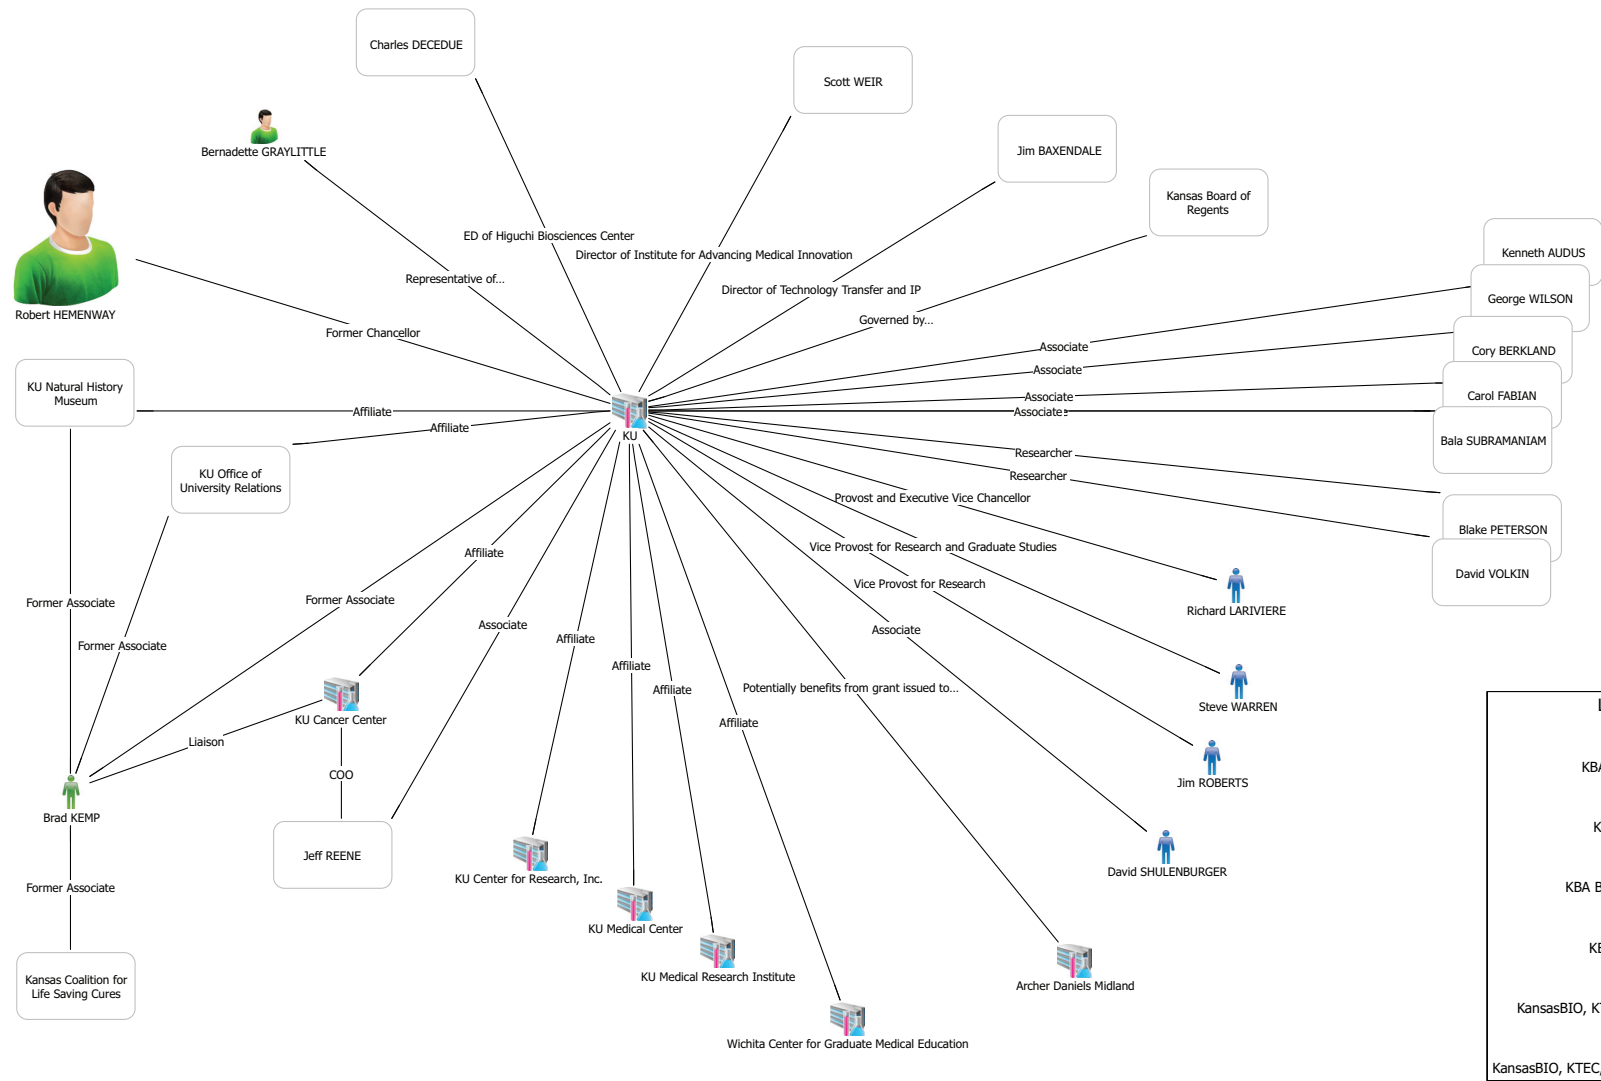 Charles DECEDUE
Scott WEIR
Bernadette GRAYLITTLE
Jim BAXENDALE
Kansas Board of
Regents
Kenneth AUDUS
George WILSON
Cory BERKLAND
Carol FABIAN
Bala SUBRAMANIAM
Robert HEMENWAY
ED of Higuchi Biosciences Center
Director of Institute for Advancing Medical Innovation
Representative of...
Director of Technology Transfer and IP
Governed by...
Former Chancellor
Associate
Associate
Associate
Associate
KU Natural History
Museum
Affiliate
Affiliate
KU
KU Office of
University Relations
Researcher
Researcher
Provost and Executive Vice Chancellor
Blake PETERSON
David VOLKIN
Vice Provost for Research and Graduate Studies
Vice Provost for Research
Richard LARIVIERE
Affiliate
Former Associate
Former Associate
Former Associate
Associate
Affiliate
Affiliate
Affiliate
Affiliate
Associate
Potentially benefits from grant issued to...
Steve WARREN
KU Cancer Center
Liaison
COO
Jim ROBERTS
Brad KEMP
Jeff REENE
KU Center for Research, Inc.
David SHULENBURGER
Former Associate
KU Medical Center
KU Medical Research Institute
Archer Daniels Midland
Kansas Coalition for
Life Saving Cures
Wichita Center for Graduate Medical Education
L
KBA
K
KBA B
KB
KansasBIO, KT
KansasBIO, KTEC,